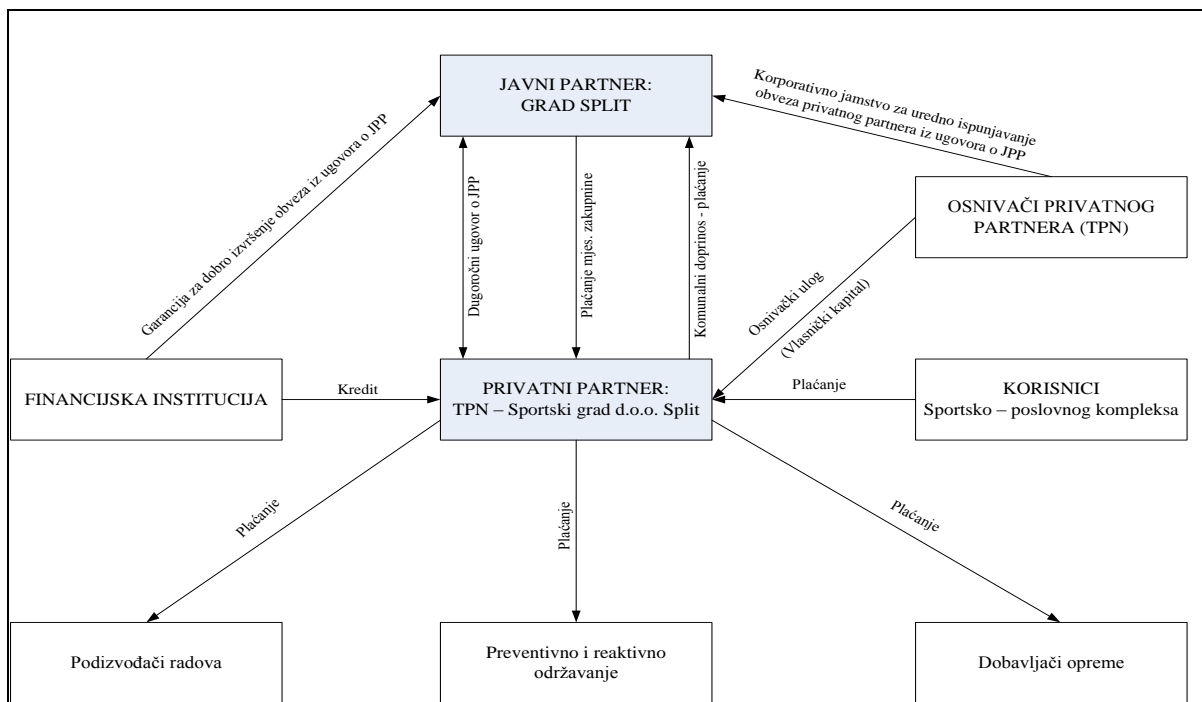 JAVNI PARTNER:
GRAD SPLIT
Korporativno jamstvo za uredno ispunjavanje
obveza privatnog partnera iz ugovora o JPP
Garancija za dobro izvršenje obveza iz ugovora o JPP
Dugoročni ugovor o JPP
Plaćanje mjes. zakupnine
Komunalni doprinos - plaćanje
OSNIVAČI PRIVATNOG
PARTNERA (TPN)
Osnivački ulog
(Vlasnički kapital)
FINANCIJSKA INSTITUCIJA
Kredit
PRIVATNI PARTNER:
TPN – Sportski grad d.o.o. Split
Plaćanje
KORISNICI
Sportsko – poslovnog kompleksa
Plaćanje
Plaćanje
Plaćanje
Podizvođači radova
Preventivno i reaktivno
održavanje
Dobavljači opreme